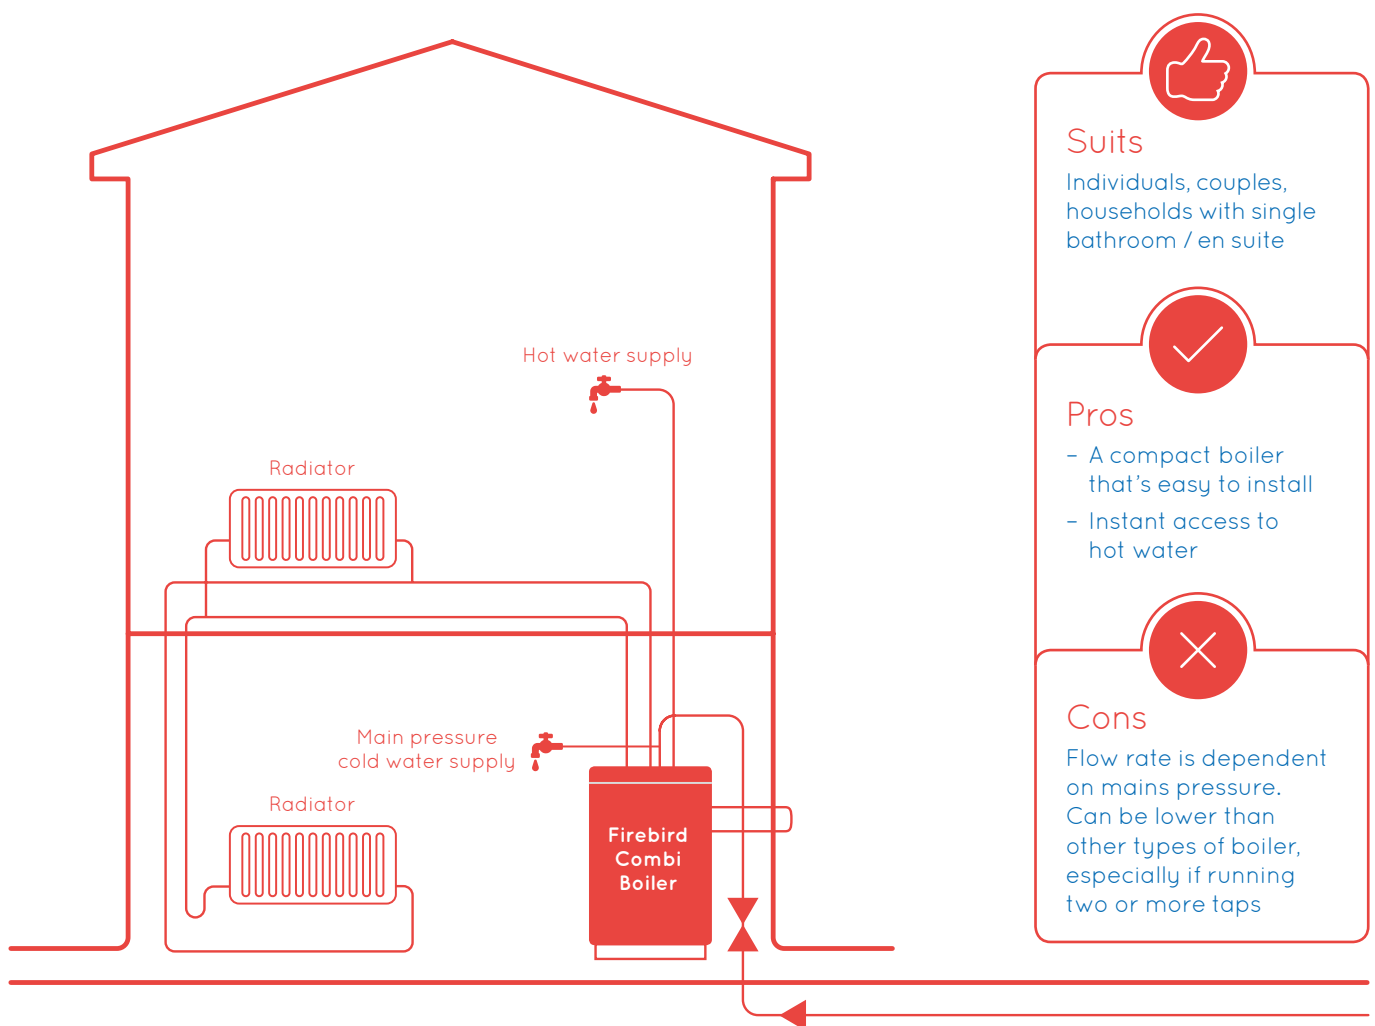 Hot water supply
Radiator
Main pressure
cold water supply
Radiator
Firebird
Combi
Boiler
Suits
Individuals, couples,
households with single
bathroom / en suite
Pros
– A compact boiler
that’s easy to install
– Instant access to
hot water
Cons
Flow rate is dependent
on mains pressure.
Can be lower than
other types of boiler,
especially if running
two or more taps